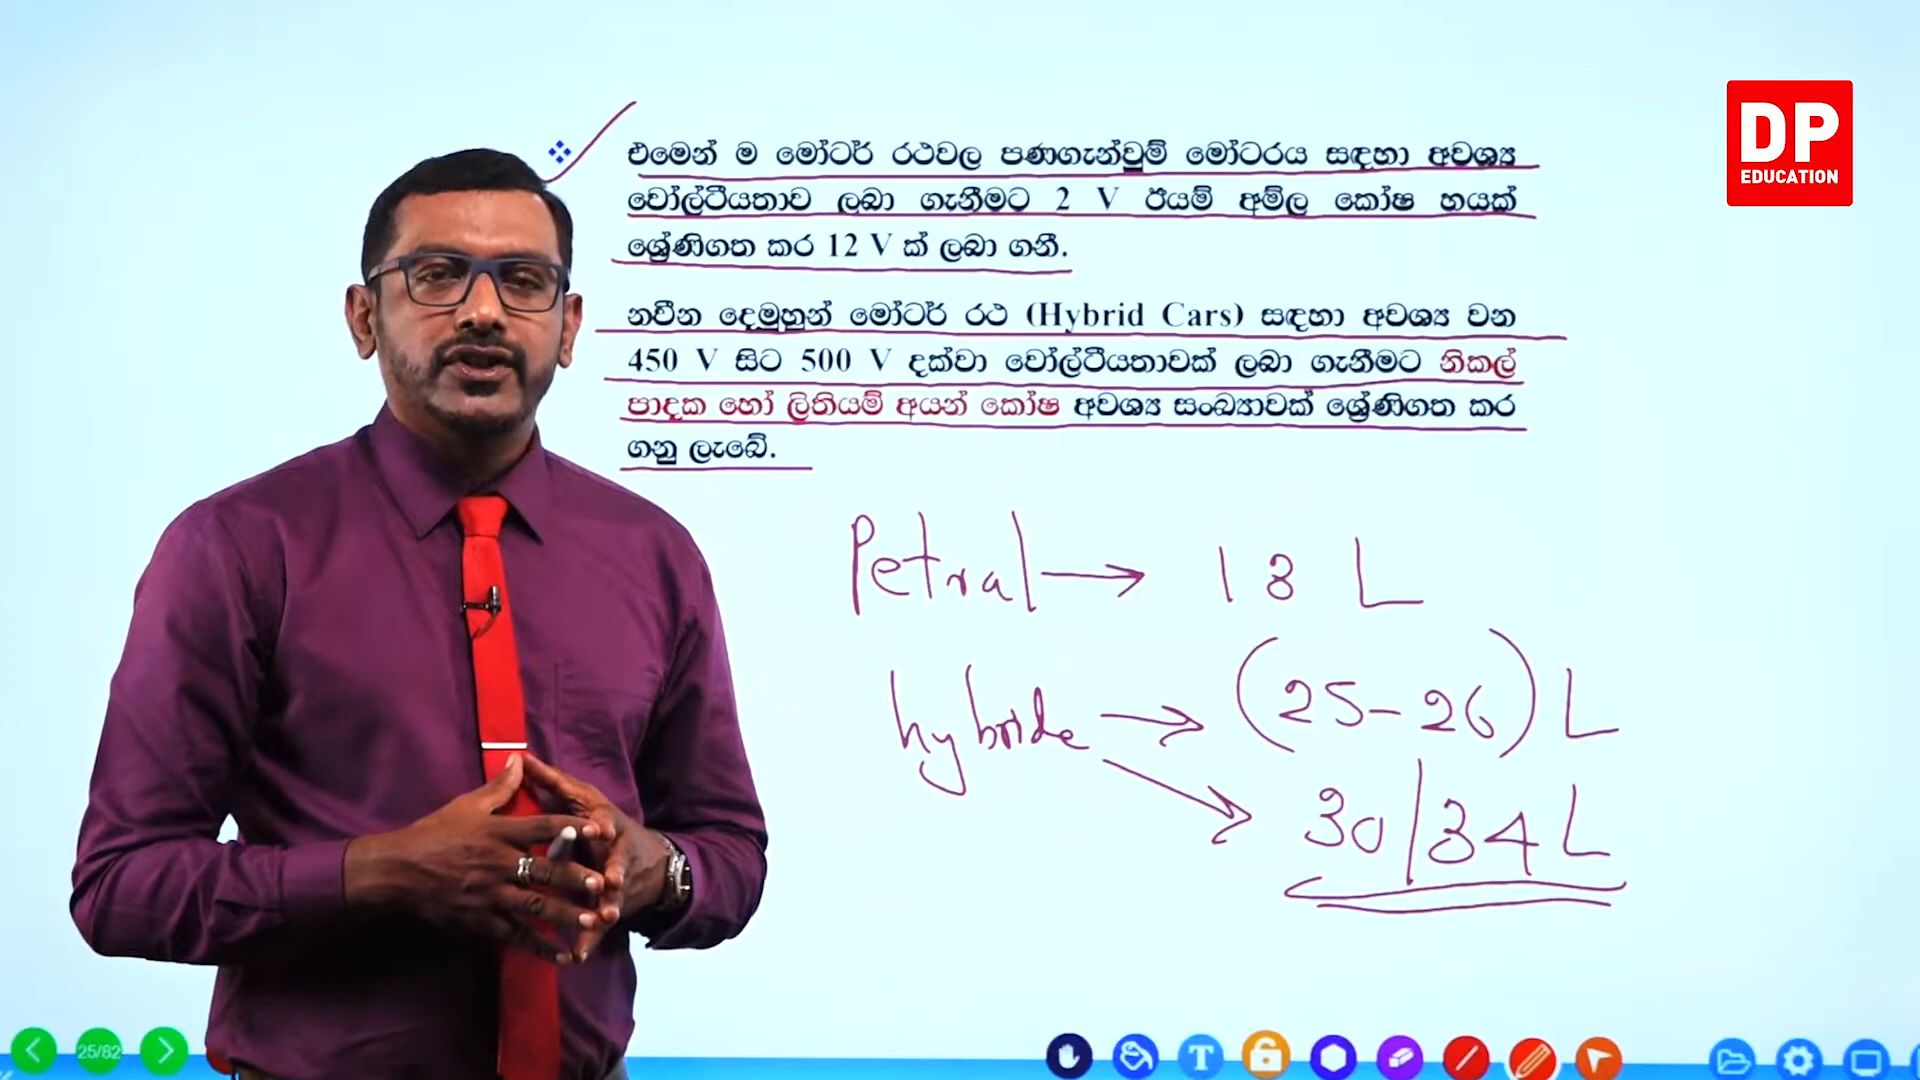 DP
EDUCATION
එමෙන් ම මෝටර් රථවල පණගැන්වුම් මෝටරය සඳහා අවශ්‍ය
වෝල්ටීයතාව ලබා ගැනීමට 2 V ඊයම් අම්ල කෝෂ හයක්
ශ්‍රේණිගත කර 12 V ක් ලබා ගනී.
නවීන දෙමුහුන් මෝටර් රථ (Hybrid Cars) සඳහා අවශ්‍ය වන
450 V සිට 500 V දක්වා වෝල්ටීයතාවක් ලබා ගැනීමට නිකල්
පාදක හෝ ලිතියම් අයන් කෝෂ අවශ්‍ය සංඛ්‍යාවක් ශ්‍රේණිගත කර
ගනු ලැබේ.
Petral → 18 L
hybride → (25-26) L
30/34 L
25/82